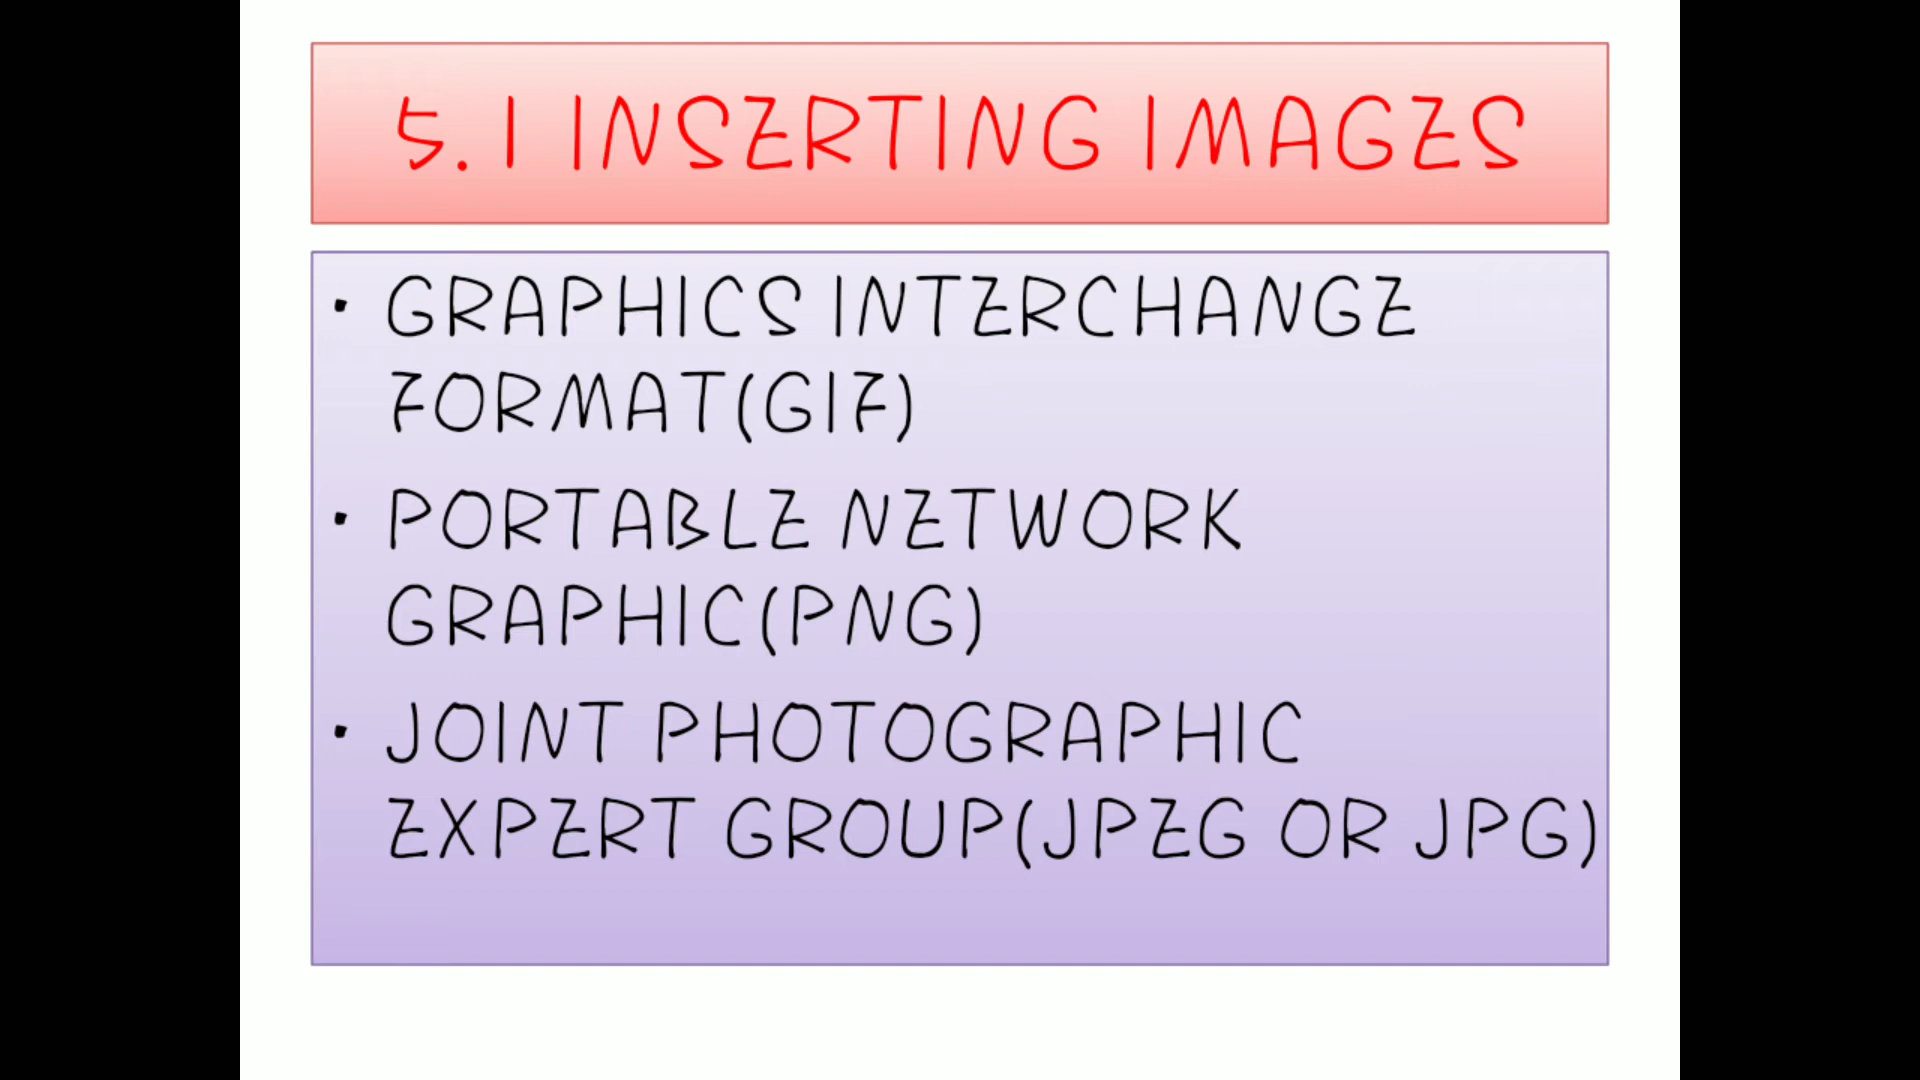 5.1 INSERTING IMAGES
• GRAPHICS INTERCHANGE
FORMAT(GIF)
• PORTABLE NETWORK
GRAPHIC(PNG)
• JOINT PHOTOGRAPHIC
EXPERT GROUP(JPEG OR JPG)